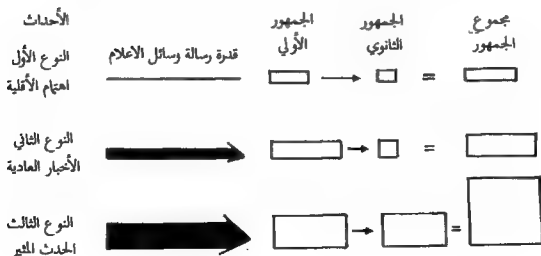 الأحداث
الجمهور الأولي
الجمهور الثانوي
مجموع الجمهور
النوع الأول
اهتمام الأقلية
قدرة رسالة وسائل الاعلام
=
النوع الثاني
الأخبار العادية
=
النوع الثالث
الحدث المثير
=